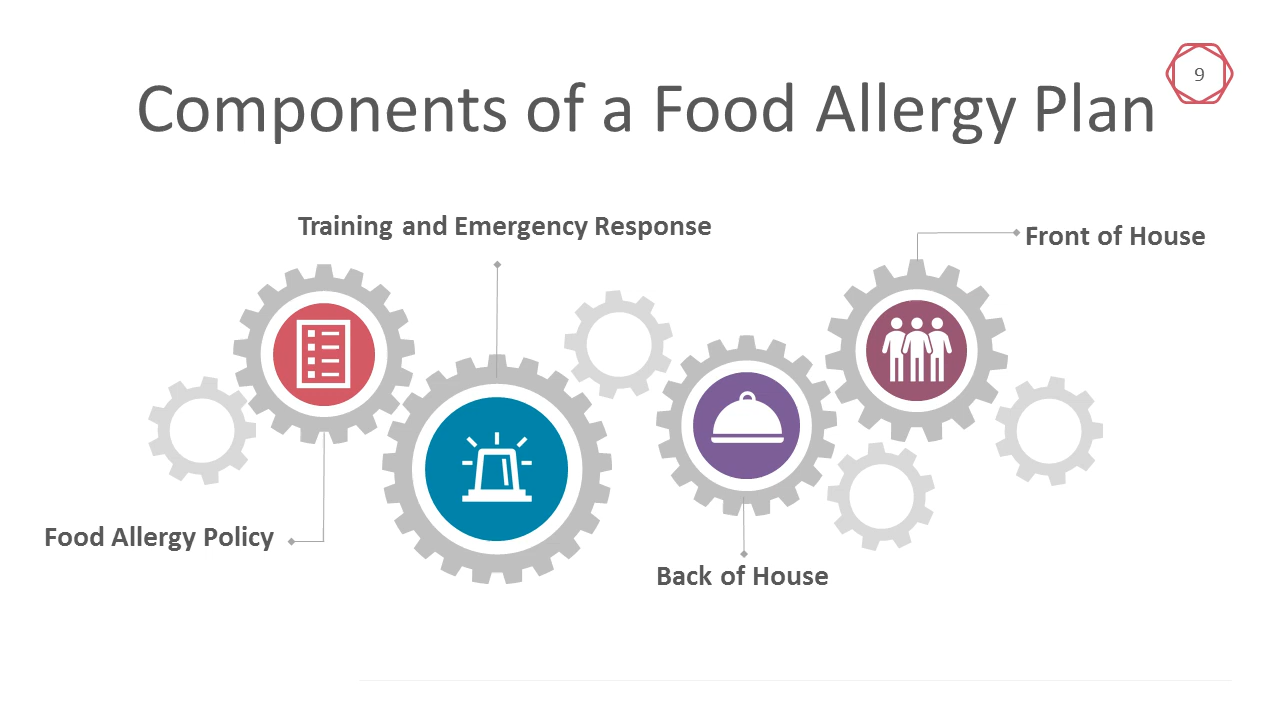 9
Components of a Food Allergy Plan
Training and Emergency Response
Front of House
Food Allergy Policy
Back of House